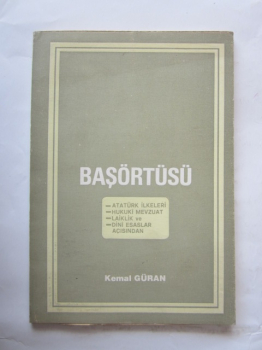 BAŞÖRTÜSÜ
— ATATÜRK İLKELERİ
— HUKUKİ MEVZUAT
— LAİKLİK ve
— DİNİ ESASLAR
AÇISINDAN
Kemal GÜRAN